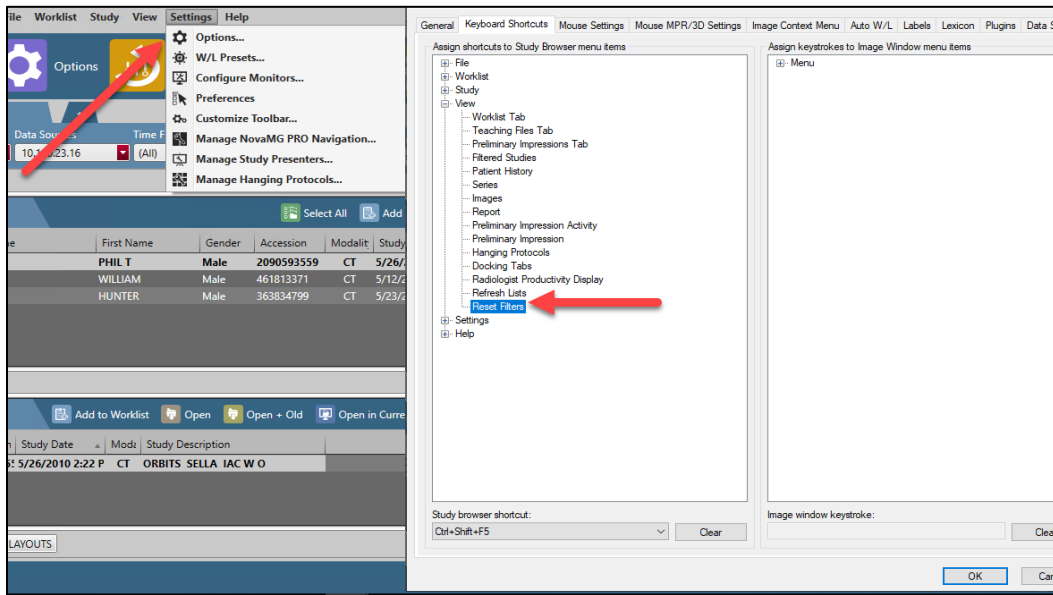 File Worklist Study View Settings Help
Options
Options...
W/L Presets...
Configure Monitors...
Preferences
Customize Toolbar...
Manage NovaMG PRO Navigation...
Manage Study Presenters...
Manage Hanging Protocols...
Data Sources Time F
(All)
Select All Add
First Name Gender Accession Modalit Study
PHIL T Male 2090593559 CT 5/26/
WILLIAM Male 461813371 CT 5/12/2
HUNTER Male 363834799 CT 5/23/2
Add to Worklist Open Open + Old Open in Curre
Study Date Moda Study Description
5/26/2010 2:22 P CT ORBITS SELLA IAC W O
LAYOUTS
General Keyboard Shortcuts Mouse Settings Mouse MPR/3D Settings Image Context Menu Auto W/L Labels Lexicon Plugins Data S
Assign shortcuts to Study Browser menu items
File
Worklist
Study
View
Worklist Tab
Teaching Files Tab
Preliminary Impressions Tab
Filtered Studies
Patient History
Series
Images
Report
Preliminary Impression Activity
Preliminary Impression
Hanging Protocols
Docking Tabs
Radiologist Productivity Display
Refresh Lists
Reset Filters
Settings
Help
Study browser shortcut:
Ctrl+Shift+F5 Clear
Assign keystrokes to Image Window menu items
Menu
Image window keystroke:
Clea
OK Car